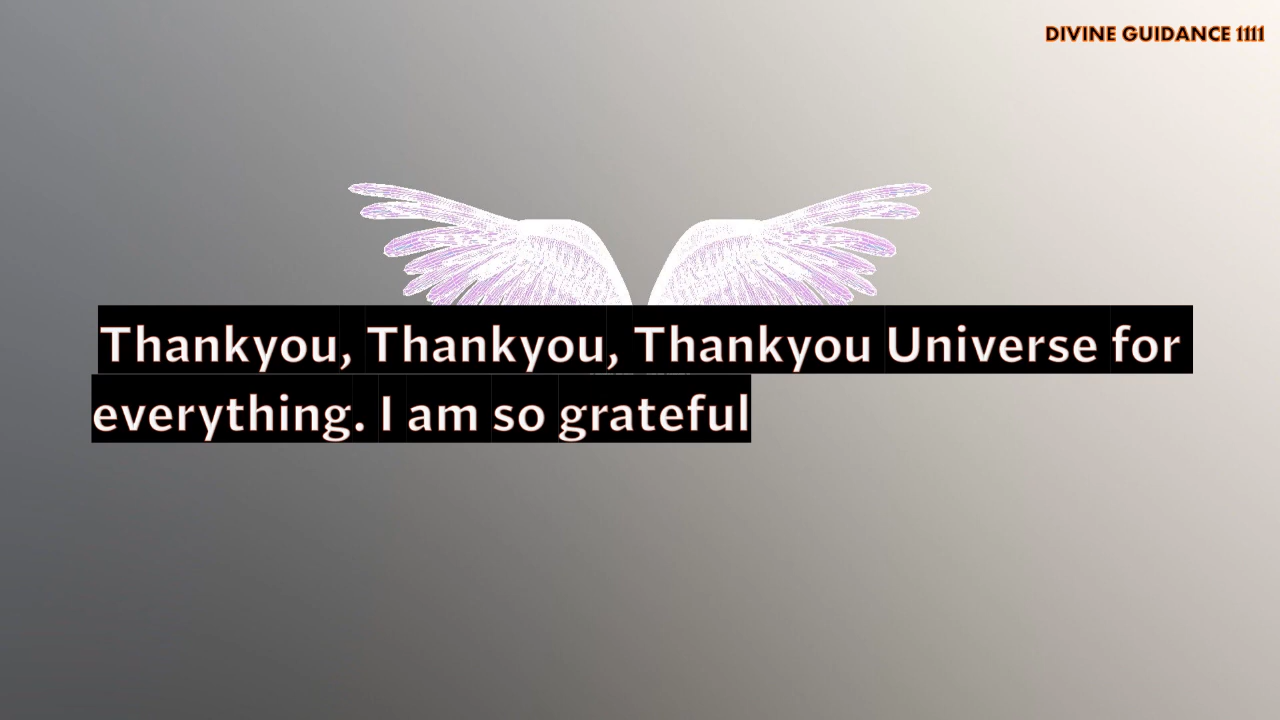 DIVINE GUIDANCE 1111
Thankyou, Thankyou, Thankyou Universe for
everything. I am so grateful